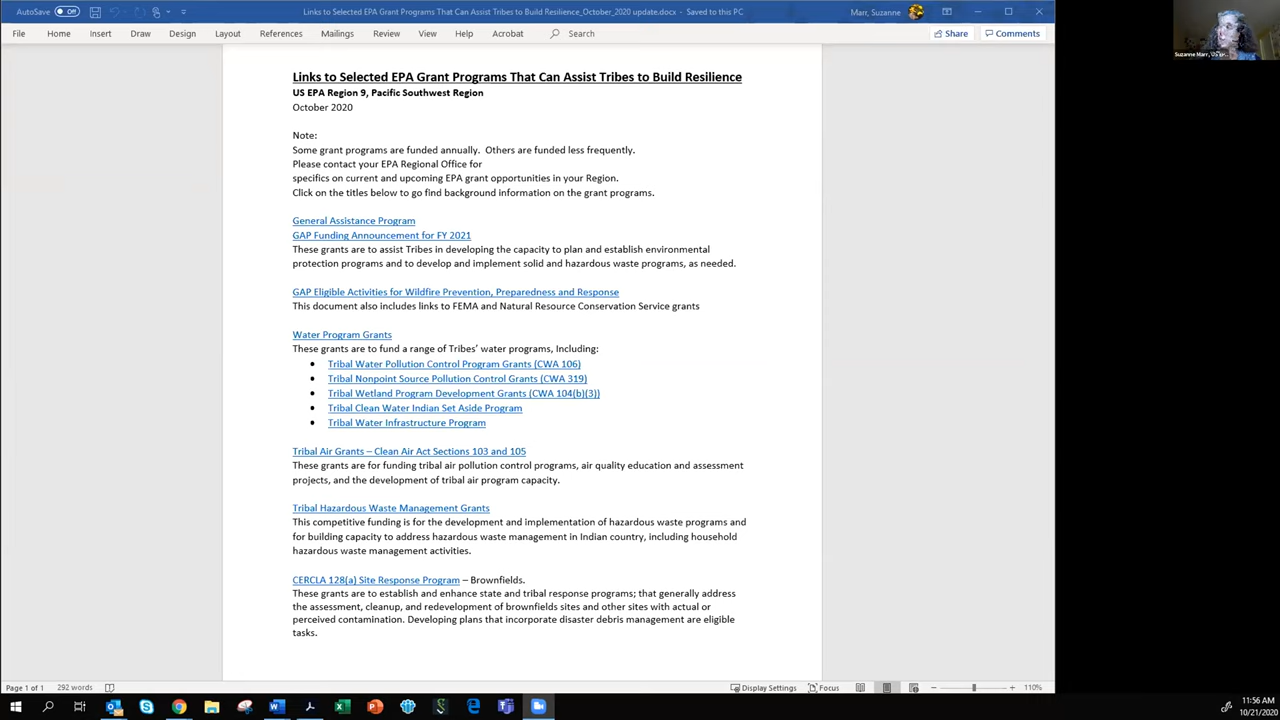 AutoSave Off
Links to Selected EPA Grant Programs That Can Assist Tribes to Build Resilience_October_2020 update.docx - Saved to this PC
Marr, Suzanne
File Home Insert Draw Design Layout References Mailings Review View Help Acrobat Search Share Comments
Links to Selected EPA Grant Programs That Can Assist Tribes to Build Resilience
US EPA Region 9, Pacific Southwest Region
October 2020
Note:
Some grant programs are funded annually. Others are funded less frequently.
Please contact your EPA Regional Office for
specifics on current and upcoming EPA grant opportunities in your Region.
Click on the titles below to go find background information on the grant programs.
General Assistance Program
GAP Funding Announcement for FY 2021
These grants are to assist Tribes in developing the capacity to plan and establish environmental
protection programs and to develop and implement solid and hazardous waste programs, as needed.
GAP Eligible Activities for Wildfire Prevention, Preparedness and Response
This document also includes links to FEMA and Natural Resource Conservation Service grants
Water Program Grants
These grants are to fund a range of Tribes' water programs, Including:
• Tribal Water Pollution Control Program Grants (CWA 106)
• Tribal Nonpoint Source Pollution Control Grants (CWA 319)
• Tribal Wetland Program Development Grants (CWA 104(b)(3))
• Tribal Clean Water Indian Set Aside Program
• Tribal Water Infrastructure Program
Tribal Air Grants – Clean Air Act Sections 103 and 105
These grants are for funding tribal air pollution control programs, air quality education and assessment
projects, and the development of tribal air program capacity.
Tribal Hazardous Waste Management Grants
This competitive funding is for the development and implementation of hazardous waste programs and
for building capacity to address hazardous waste management in Indian country, including household
hazardous waste management activities.
CERCLA 128(a) Site Response Program – Brownfields.
These grants are to establish and enhance state and tribal response programs; that generally address
the assessment, cleanup, and redevelopment of brownfields sites and other sites with actual or
perceived contamination. Developing plans that incorporate disaster debris management are eligible
tasks.
Page 1 of 1 292 words Display Settings Focus 110%
11:56 AM
10/21/2020
Suzanne Marr,